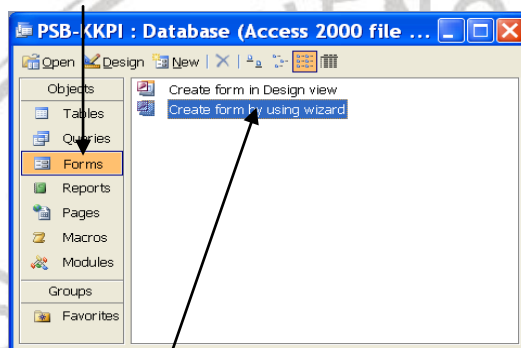 PSB-KKPI : Database (Access 2000 file ...
Open Design New
Objects
Tables
Queries
Forms
Reports
Pages
Macros
Modules
Groups
Favorites
Create form in Design view
Create form by using wizard